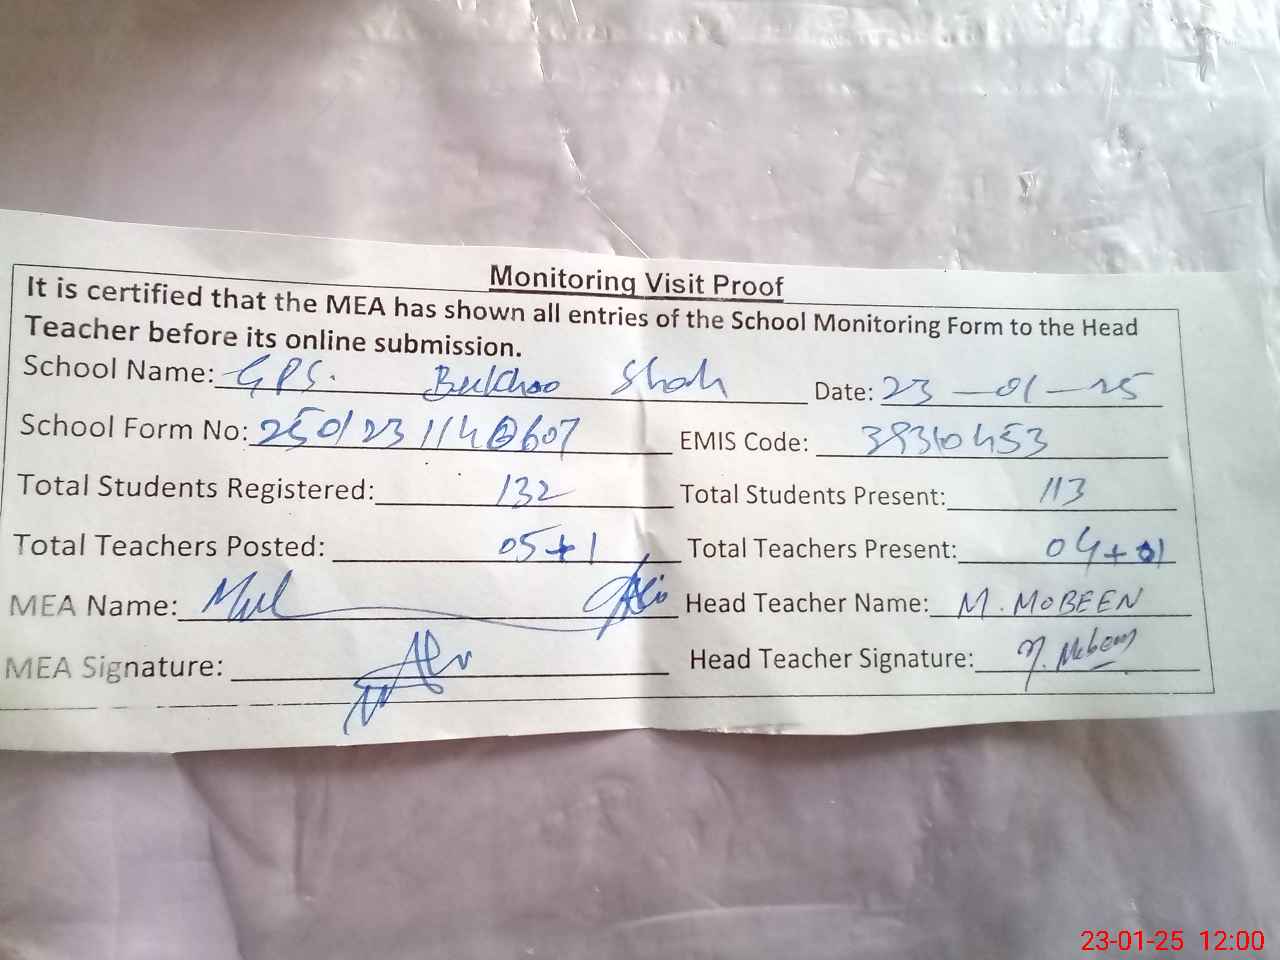 Monitoring Visit Proof
It is certified that the MEA has shown all entries of the School Monitoring Form to the Head
Teacher before its online submission.
School Name: GPS. Shah Date: 23-01-25
School Form No: EMIS Code: 39310453
Total Students Registered: 132 Total Students Present: 113
Total Teachers Posted: 05+1 Total Teachers Present: 04+01
MEA Name: Head Teacher Name: M. MOBEEN
MEA Signature: Head Teacher Signature: M. Mobeen
23-01-25 12:00